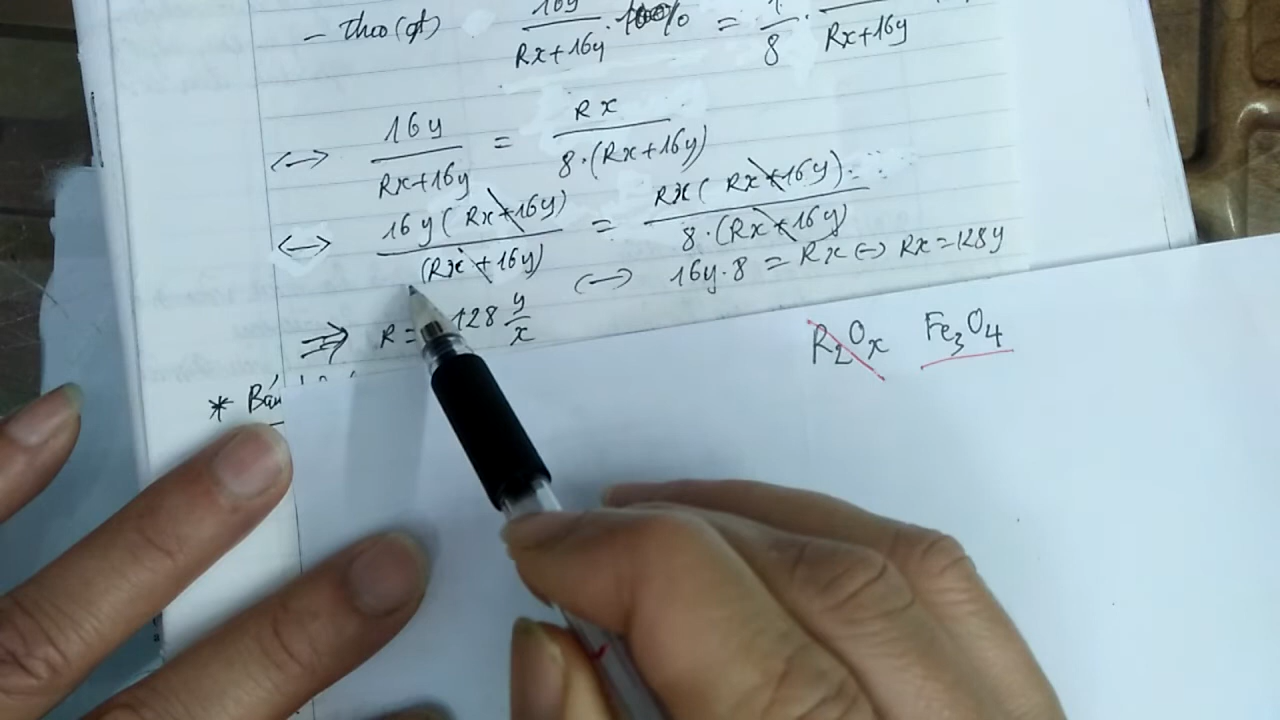 - Theo (gt) 16y / Rx+16y . 100% = 1/8 . / Rx+16y
<-> 16y / Rx+16y = Rx / 8.(Rx+16y)
<-> 16y(Rx+16y) / (Rx+16y) = Rx(Rx+16y) / 8.(Rx+16y)
<-> 16y.8 = Rx <-> Rx = 128y
=> R = 128 y/x
R2Ox Fe3O4